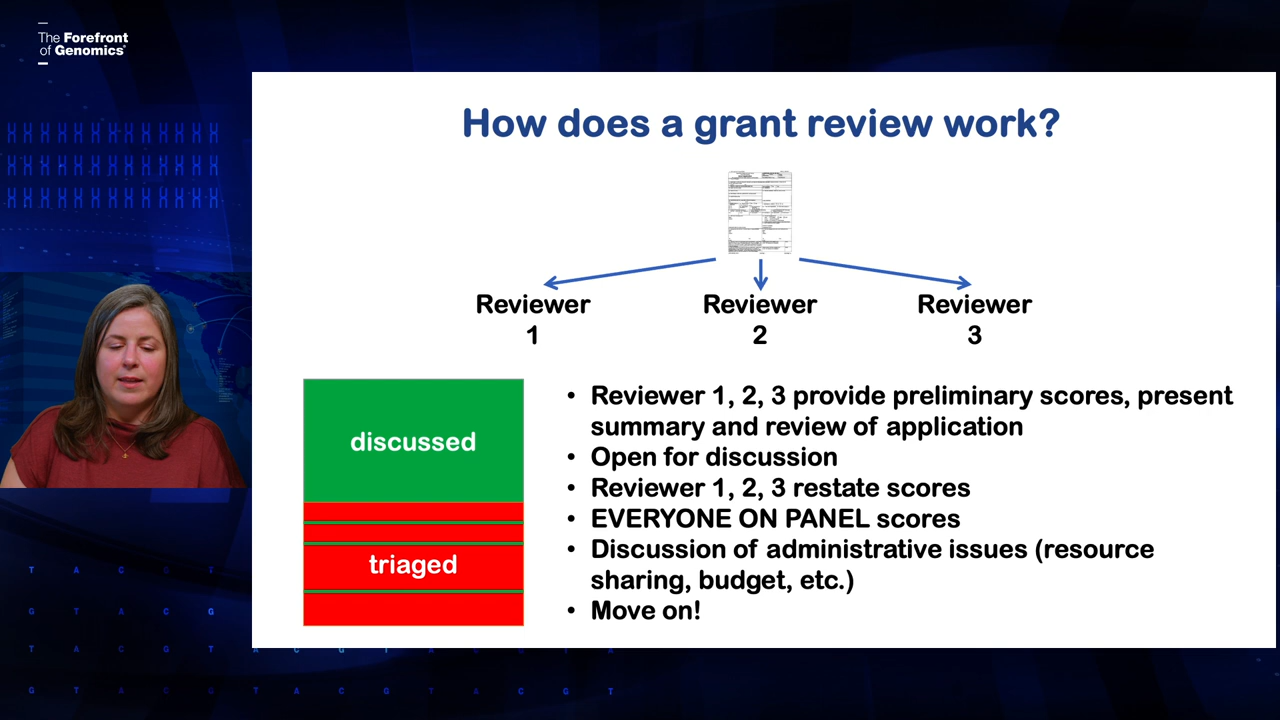 The Forefront
of Genomics®
How does a grant review work?
Reviewer
1
Reviewer
2
Reviewer
3
discussed
triaged
• Reviewer 1, 2, 3 provide preliminary scores, present
summary and review of application
• Open for discussion
• Reviewer 1, 2, 3 restate scores
• EVERYONE ON PANEL scores
• Discussion of administrative issues (resource
sharing, budget, etc.)
• Move on!
T A C G T
G T A C G
T A C G T A C G T A C G T A
G T A C G T A C G T A C G T